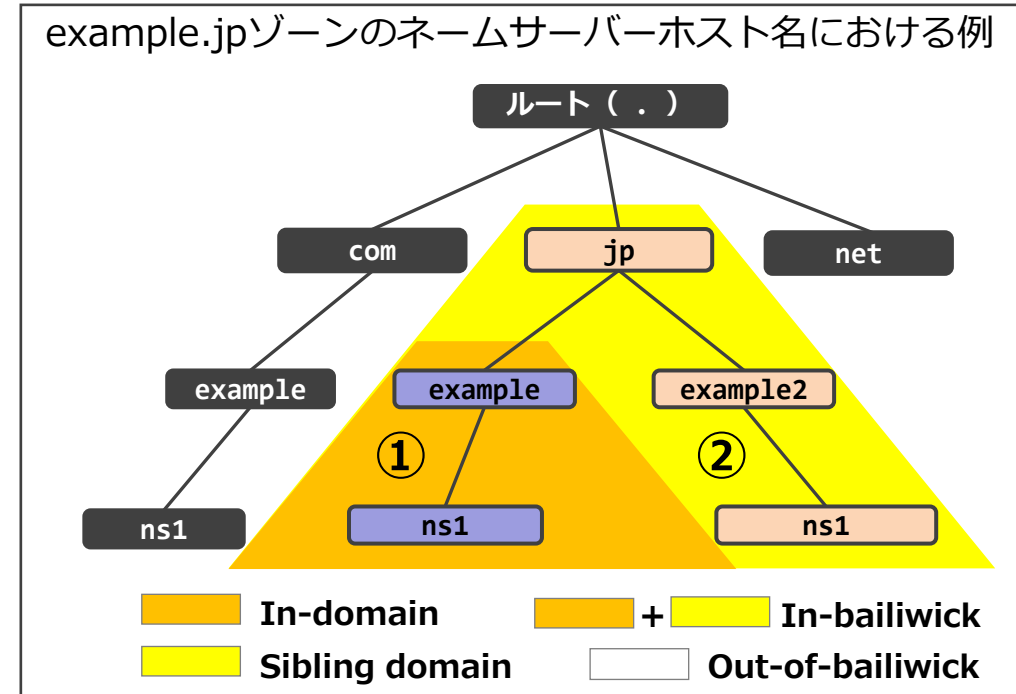 example.jpゾーンのネームサーバーホスト名における例
ルート（ . ）
com
jp
net
example
example
example2
①
②
ns1
ns1
ns1
In-domain
+
In-bailiwick
Sibling domain
Out-of-bailiwick